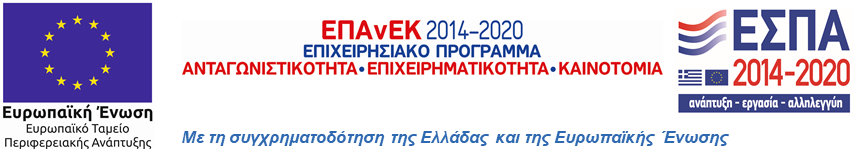 Ευρωπαϊκή Ένωση
Ευρωπαϊκό Ταμείο
Περιφερειακής Ανάπτυξης
ΕΠΑνΕΚ 2014–2020
ΕΠΙΧΕΙΡΗΣΙΑΚΟ ΠΡΟΓΡΑΜΜΑ
ΑΝΤΑΓΩΝΙΣΤΙΚΟΤΗΤΑ•ΕΠΙΧΕΙΡΗΜΑΤΙΚΟΤΗΤΑ•ΚΑΙΝΟΤΟΜΙΑ
Με τη συγχρηματοδότηση της Ελλάδας και της Ευρωπαϊκής Ένωσης
ΕΣΠΑ
2014-2020
ανάπτυξη - εργασία - αλληλεγγύη